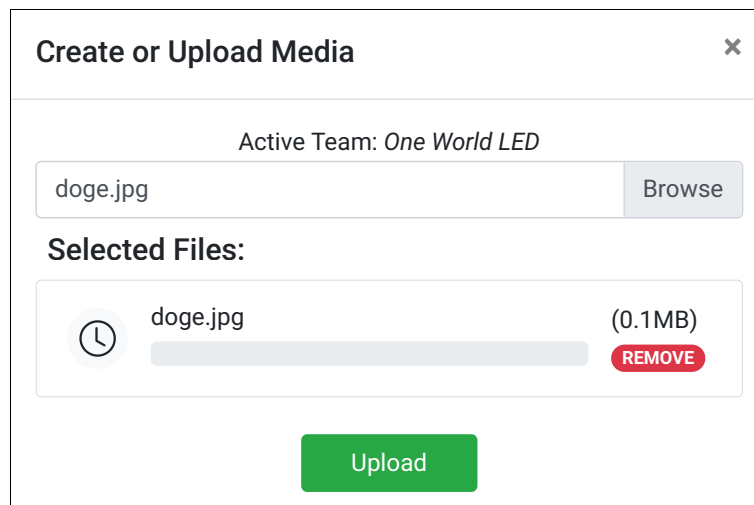 Create or Upload Media ×
Active Team: One World LED
doge.jpg Browse
Selected Files:
doge.jpg (0.1MB)
REMOVE
Upload